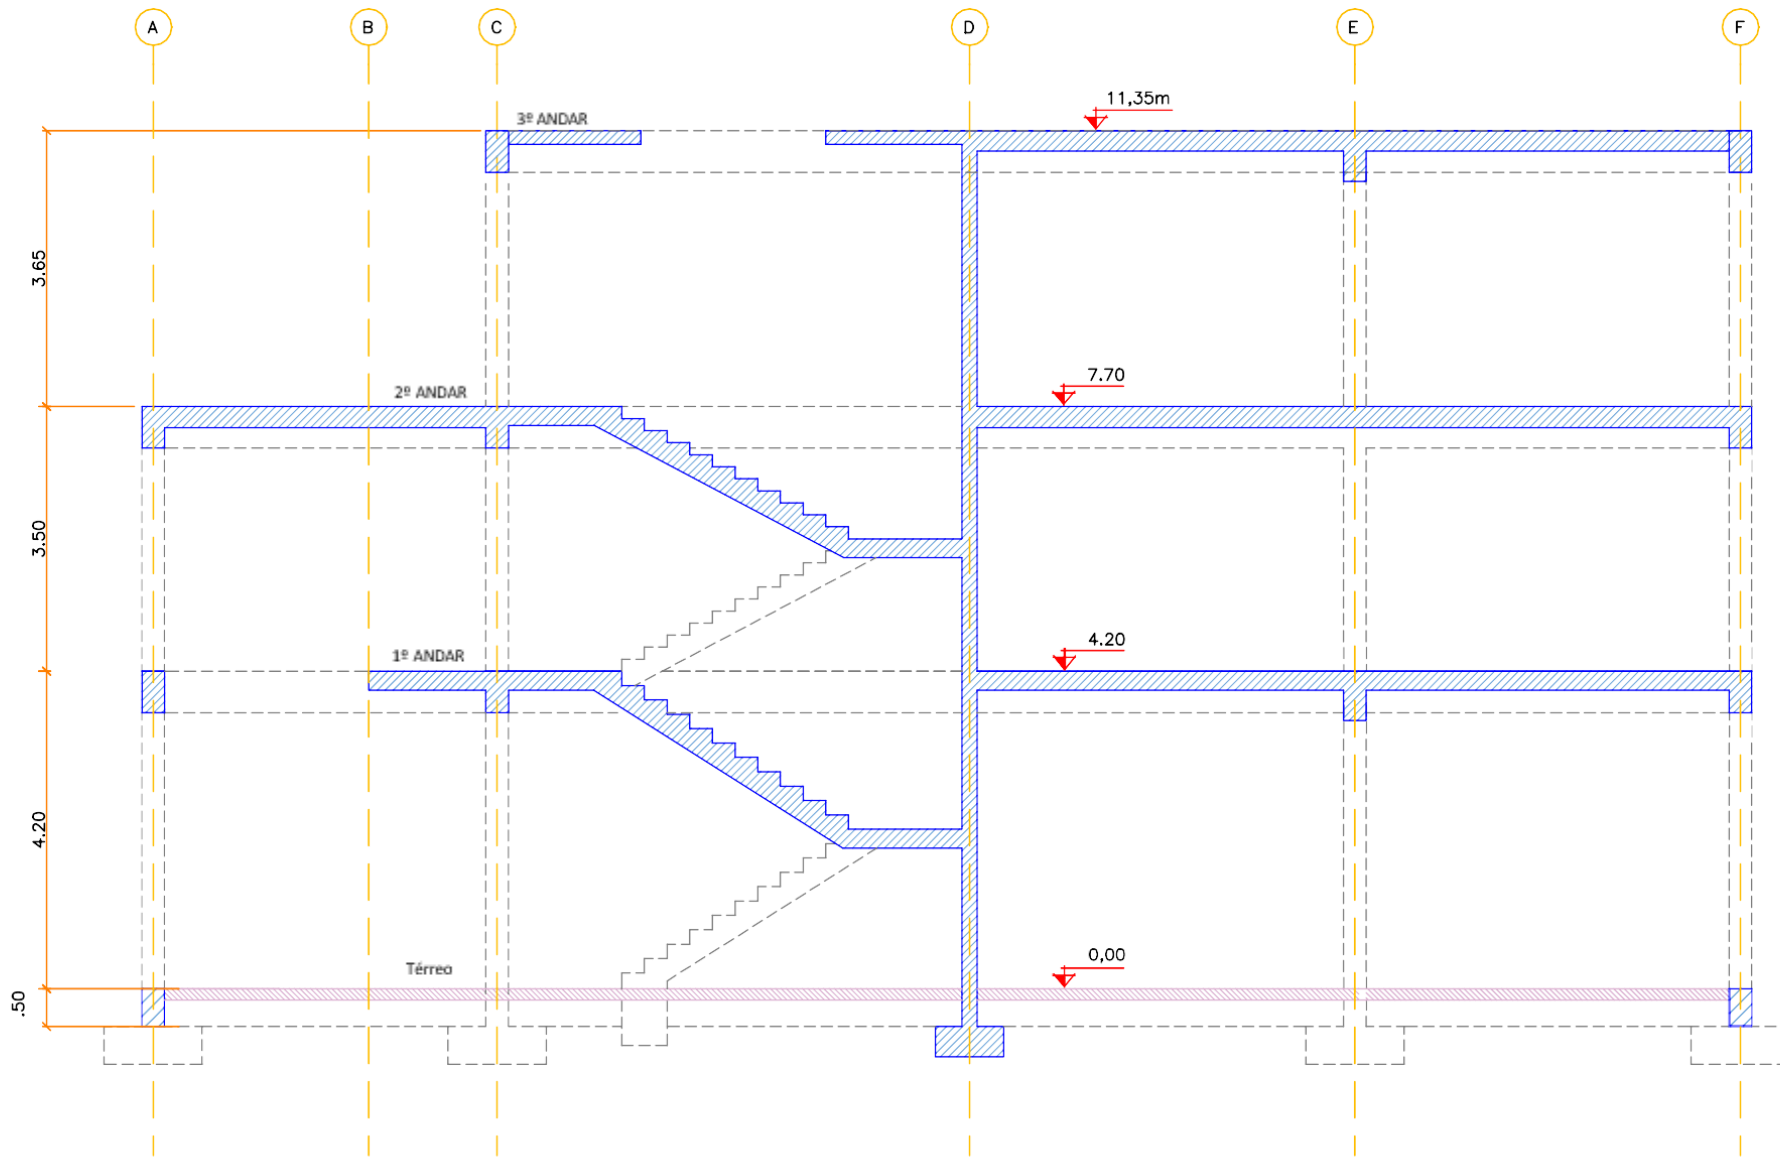 A B C D E F
11,35m
3º ANDAR
3.65
7.70
2º ANDAR
3.50
4.20
1º ANDAR
4.20
0,00
Térreo
.50